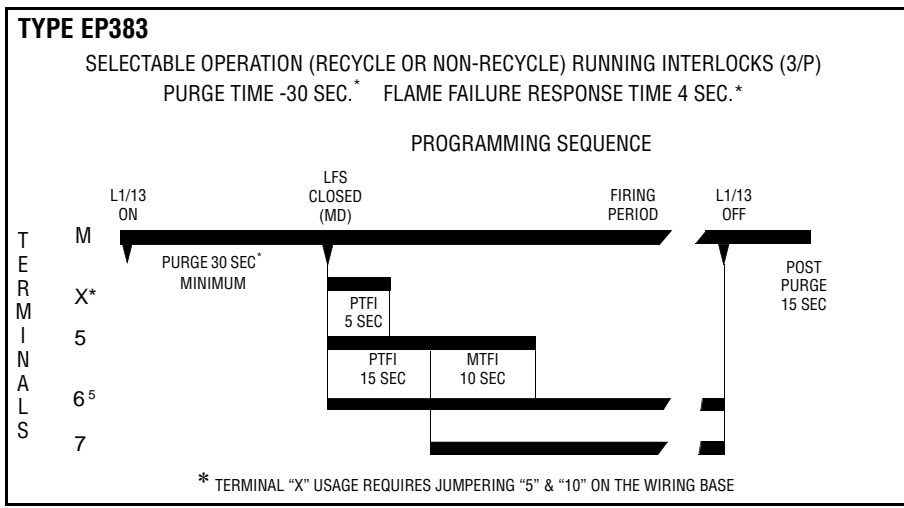 TYPE EP383
SELECTABLE OPERATION (RECYCLE OR NON-RECYCLE) RUNNING INTERLOCKS (3/P)
PURGE TIME -30 SEC.* FLAME FAILURE RESPONSE TIME 4 SEC.*
PROGRAMMING SEQUENCE
L1/13
ON
LFS
CLOSED
(MD)
FIRING
PERIOD
L1/13
OFF
TERMINALS
M
PURGE 30 SEC*
MINIMUM
POST
PURGE
15 SEC
X*
PTFI
5 SEC
5
PTFI
15 SEC
MTFI
10 SEC
6 5
7
* TERMINAL “X” USAGE REQUIRES JUMPERING “5” & “10” ON THE WIRING BASE